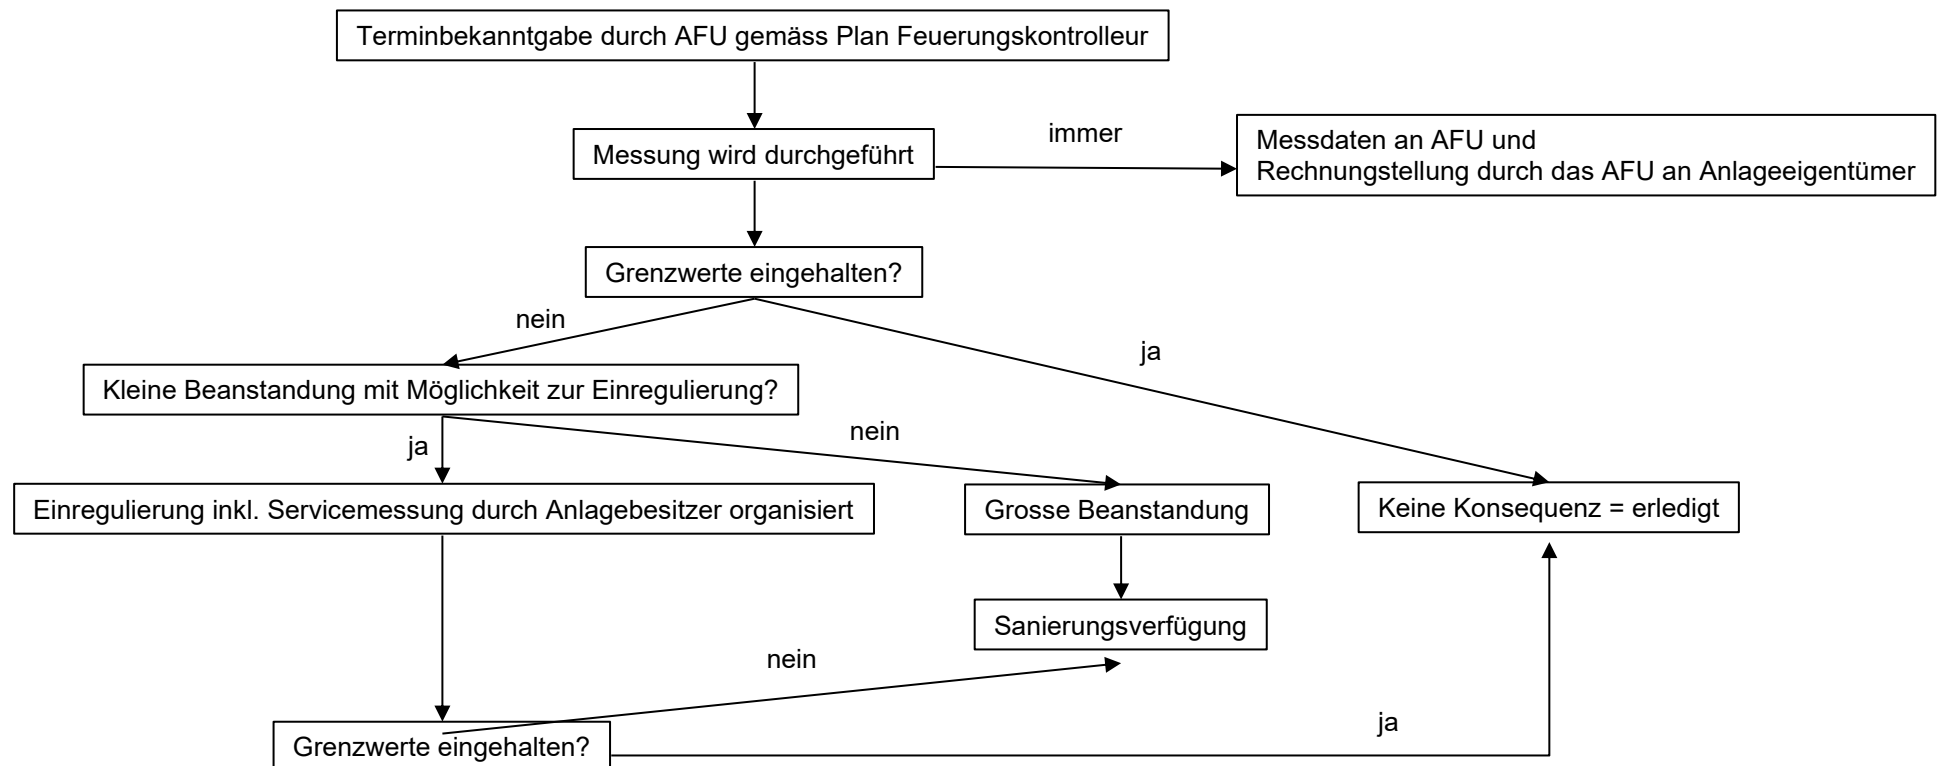 Terminbekanntgabe durch AFU gemäss Plan Feuerungskontrolleur
Messung wird durchgeführt
immer
Messdaten an AFU und
Rechnungstellung durch das AFU an Anlageeigentümer
Grenzwerte eingehalten?
nein
ja
Kleine Beanstandung mit Möglichkeit zur Einregulierung?
ja
nein
Einregulierung inkl. Servicemessung durch Anlagebesitzer organisiert
Grosse Beanstandung
Keine Konsequenz = erledigt
Sanierungsverfügung
nein
ja
Grenzwerte eingehalten?